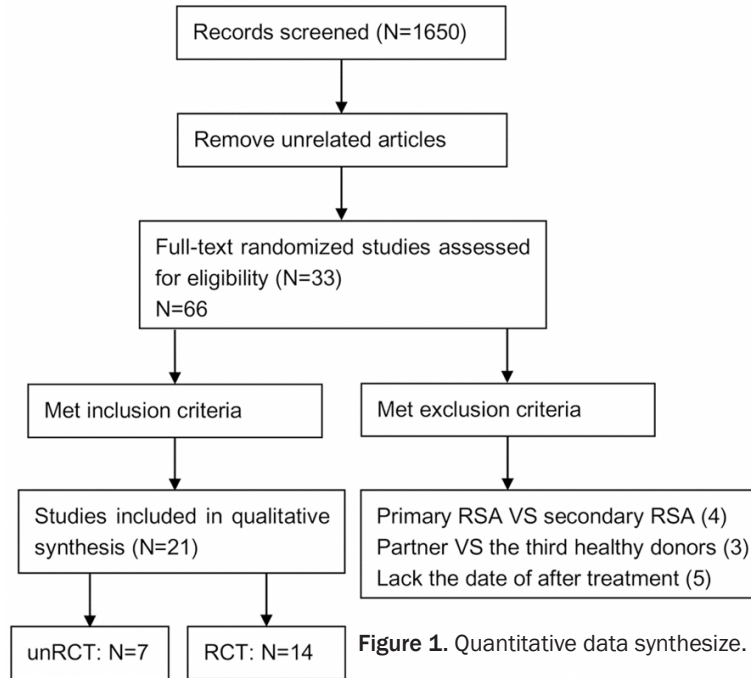 Records screened (N=1650)
Remove unrelated articles
Full-text randomized studies assessed
for eligibility (N=33)
N=66
Met inclusion criteria
Met exclusion criteria
Studies included in qualitative
synthesis (N=21)
Primary RSA VS secondary RSA (4)
Partner VS the third healthy donors (3)
Lack the date of after treatment (5)
unRCT: N=7
RCT: N=14
Figure 1. Quantitative data synthesize.